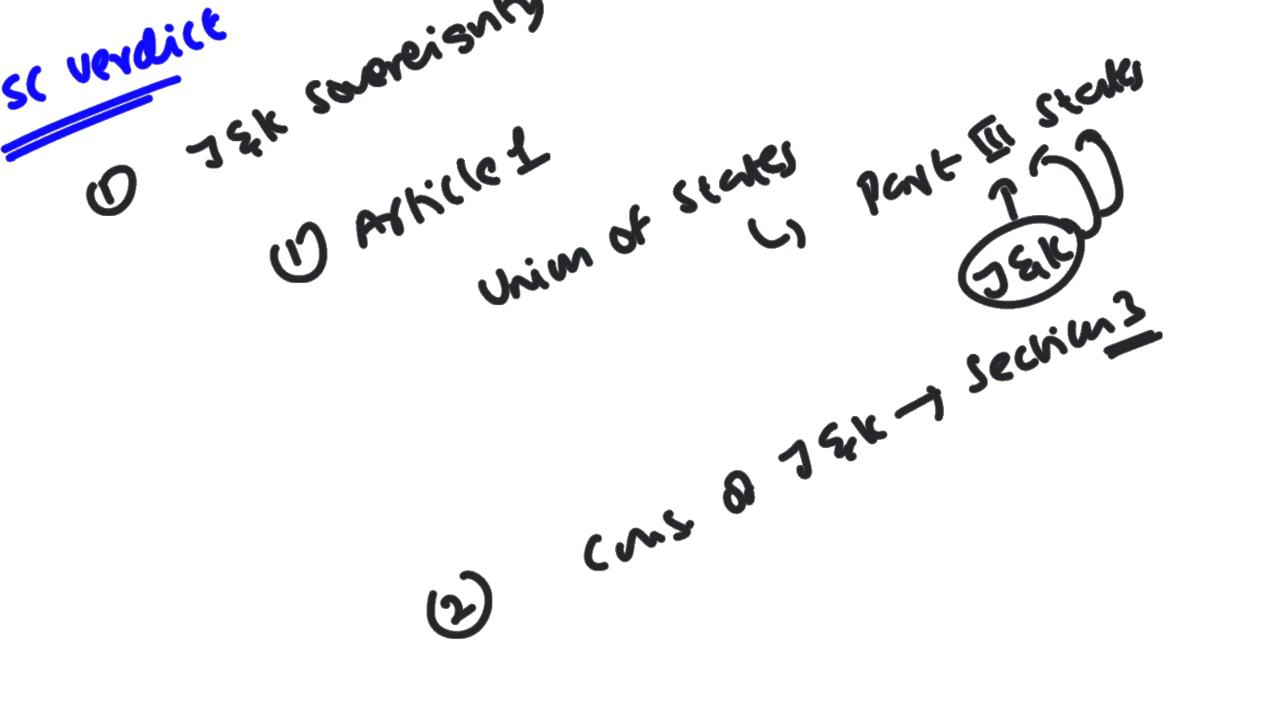 SC verdict
① J&K Sovereignty
① Article 1
Union of States
↳ Part III States
J&K
② Cons of J&K → Section 3